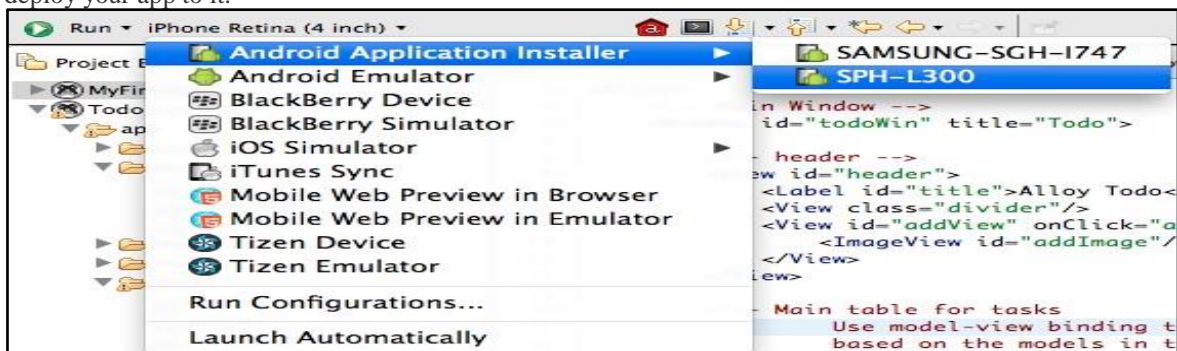 deploy your app to it.
Run iPhone Retina (4 inch)
Project E
MyFir
Todo
ap
Android Application Installer
Android Emulator
BlackBerry Device
BlackBerry Simulator
iOS Simulator
iTunes Sync
Mobile Web Preview in Browser
Mobile Web Preview in Emulator
Tizen Device
Tizen Emulator
Run Configurations...
Launch Automatically
SAMSUNG-SGH-I747
SPH-L300
in Window -->
id="todoWin" title="Todo">
- header -->
ew id="header">
<Label id="title">Alloy Todo<
<View class="divider"/>
<View id="addView" onClick="a
<ImageView id="addImage"/
</View>
iew>
- Main table for tasks
Use model-view binding t
based on the models in t